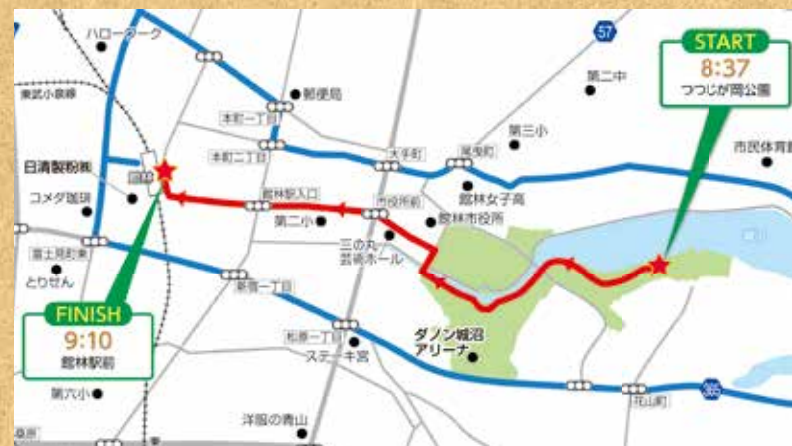 ハローワーク
57
START
8:37
つつじが岡公園
第二中
東武小泉線
郵便局
本町一丁目
第三小
大手町
尾曳町
本町二丁目
市民体育館
日清製粉㈱
館林
館林駅入口
館林女子高
コメダ珈琲
市役所前
第二小
館林市役所
三の丸
芸術ホール
富士見町東
とりせん
新宿一丁目
FINISH
9:10
館林駅前
松原一丁目
ダノン城沼
アリーナ
ステーキ宮
第六小
花山町
洋服の青山